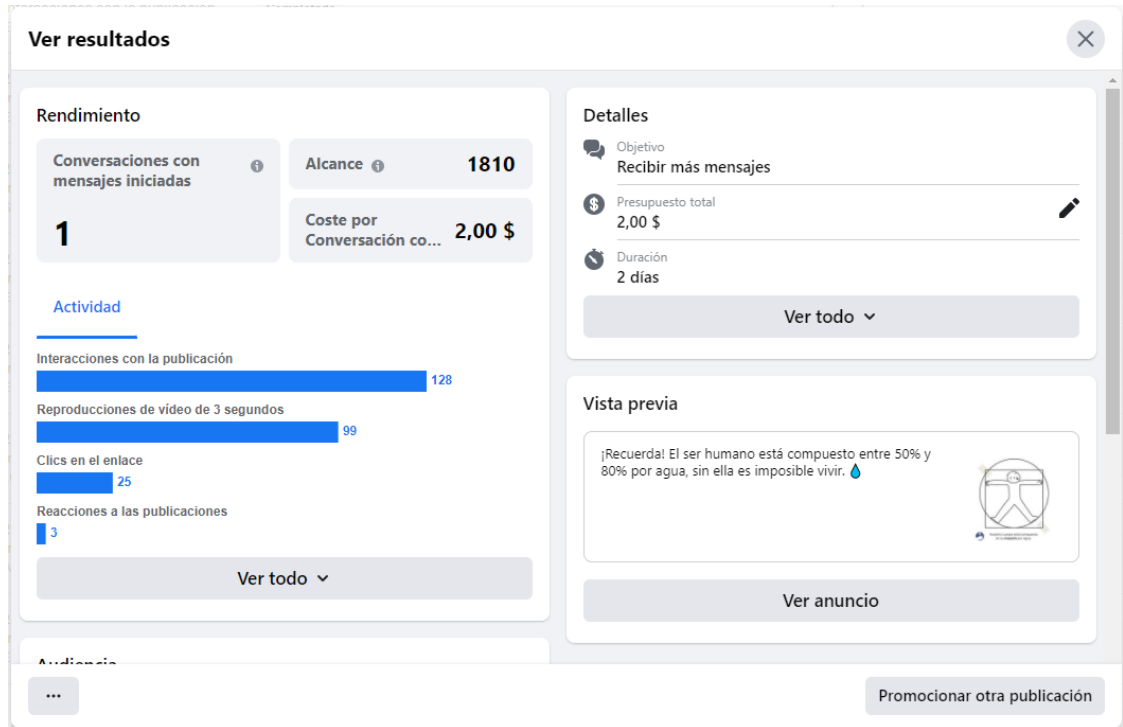 Ver resultados
Rendimiento
Conversaciones con
mensajes iniciadas
1
Alcance
1810
Coste por
Conversación co...
2,00 $
Actividad
Interacciones con la publicación
128
Reproducciones de vídeo de 3 segundos
99
Clics en el enlace
25
Reacciones a las publicaciones
3
Ver todo
Audiencia
Detalles
Objetivo
Recibir más mensajes
Presupuesto total
2,00 $
Duración
2 días
Ver todo
Vista previa
¡Recuerda! El ser humano está compuesto entre 50% y
80% por agua, sin ella es imposible vivir.
Ver anuncio
...
Promocionar otra publicación